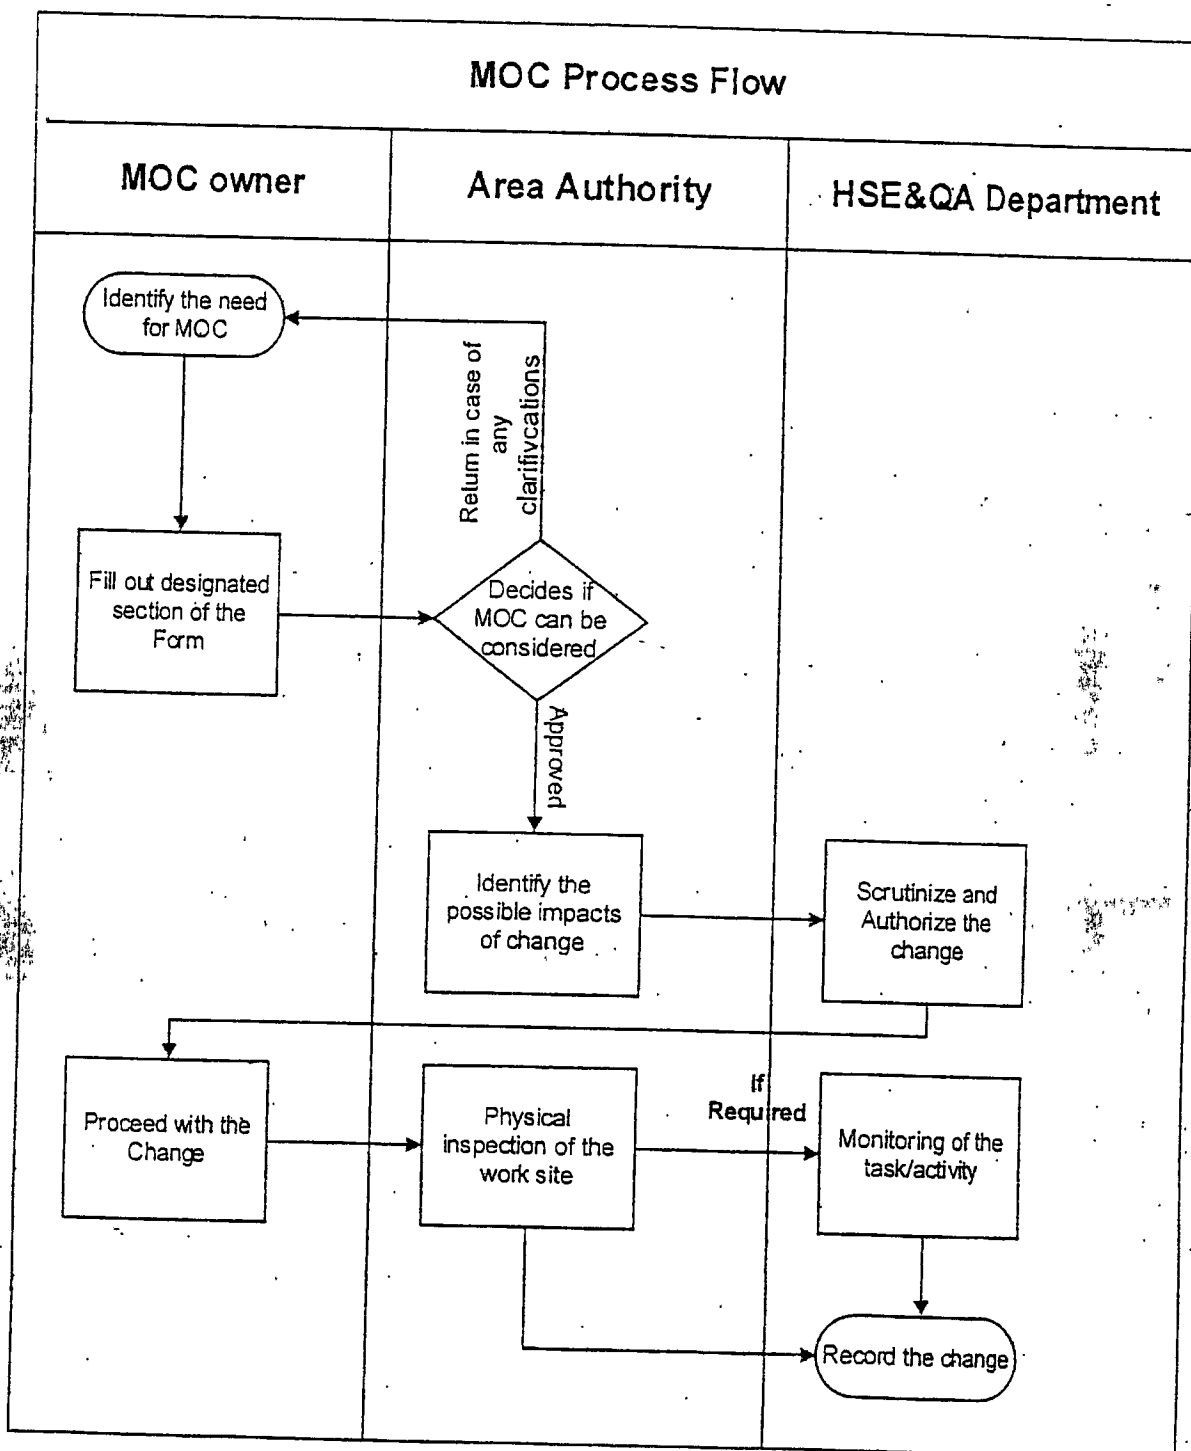 MOC Process Flow
MOC owner
Area Authority
HSE&QA Department
Identify the need
for MOC
Return in case of
any
clarifivcations
Fill out designated
section of the
Form
Decides if
MOC can be
considered
Approved
Identify the
possible impacts
of change
Scrutinize and
Authorize the
change
Proceed with the
Change
Physical
inspection of the
work site
If
Required
Monitoring of the
task/activity
Record the change